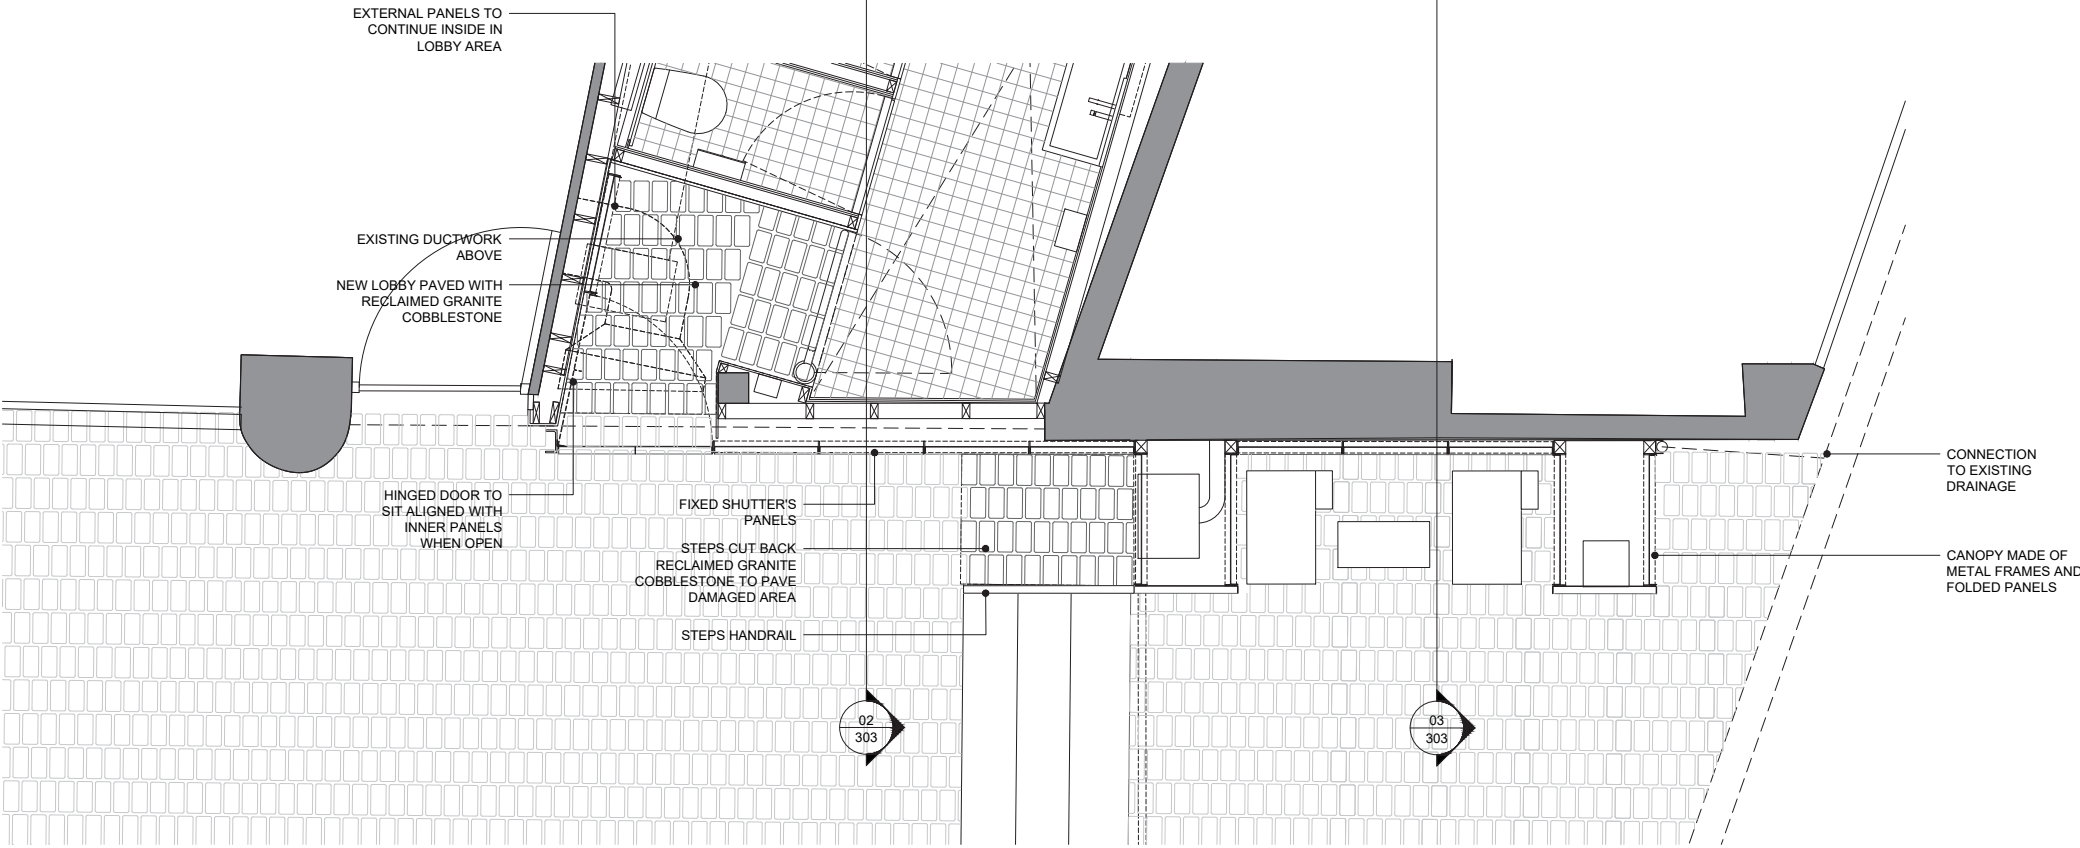 EXTERNAL PANELS TO
CONTINUE INSIDE IN
LOBBY AREA
EXISTING DUCTWORK
ABOVE
NEW LOBBY PAVED WITH
RECLAIMED GRANITE
COBBLESTONE
HINGED DOOR TO
SIT ALIGNED WITH
INNER PANELS
WHEN OPEN
FIXED SHUTTER'S
PANELS
STEPS CUT BACK
RECLAIMED GRANITE
COBBLESTONE TO PAVE
DAMAGED AREA
STEPS HANDRAIL
02
303
03
303
CONNECTION
TO EXISTING
DRAINAGE
CANOPY MADE OF
METAL FRAMES AND
FOLDED PANELS